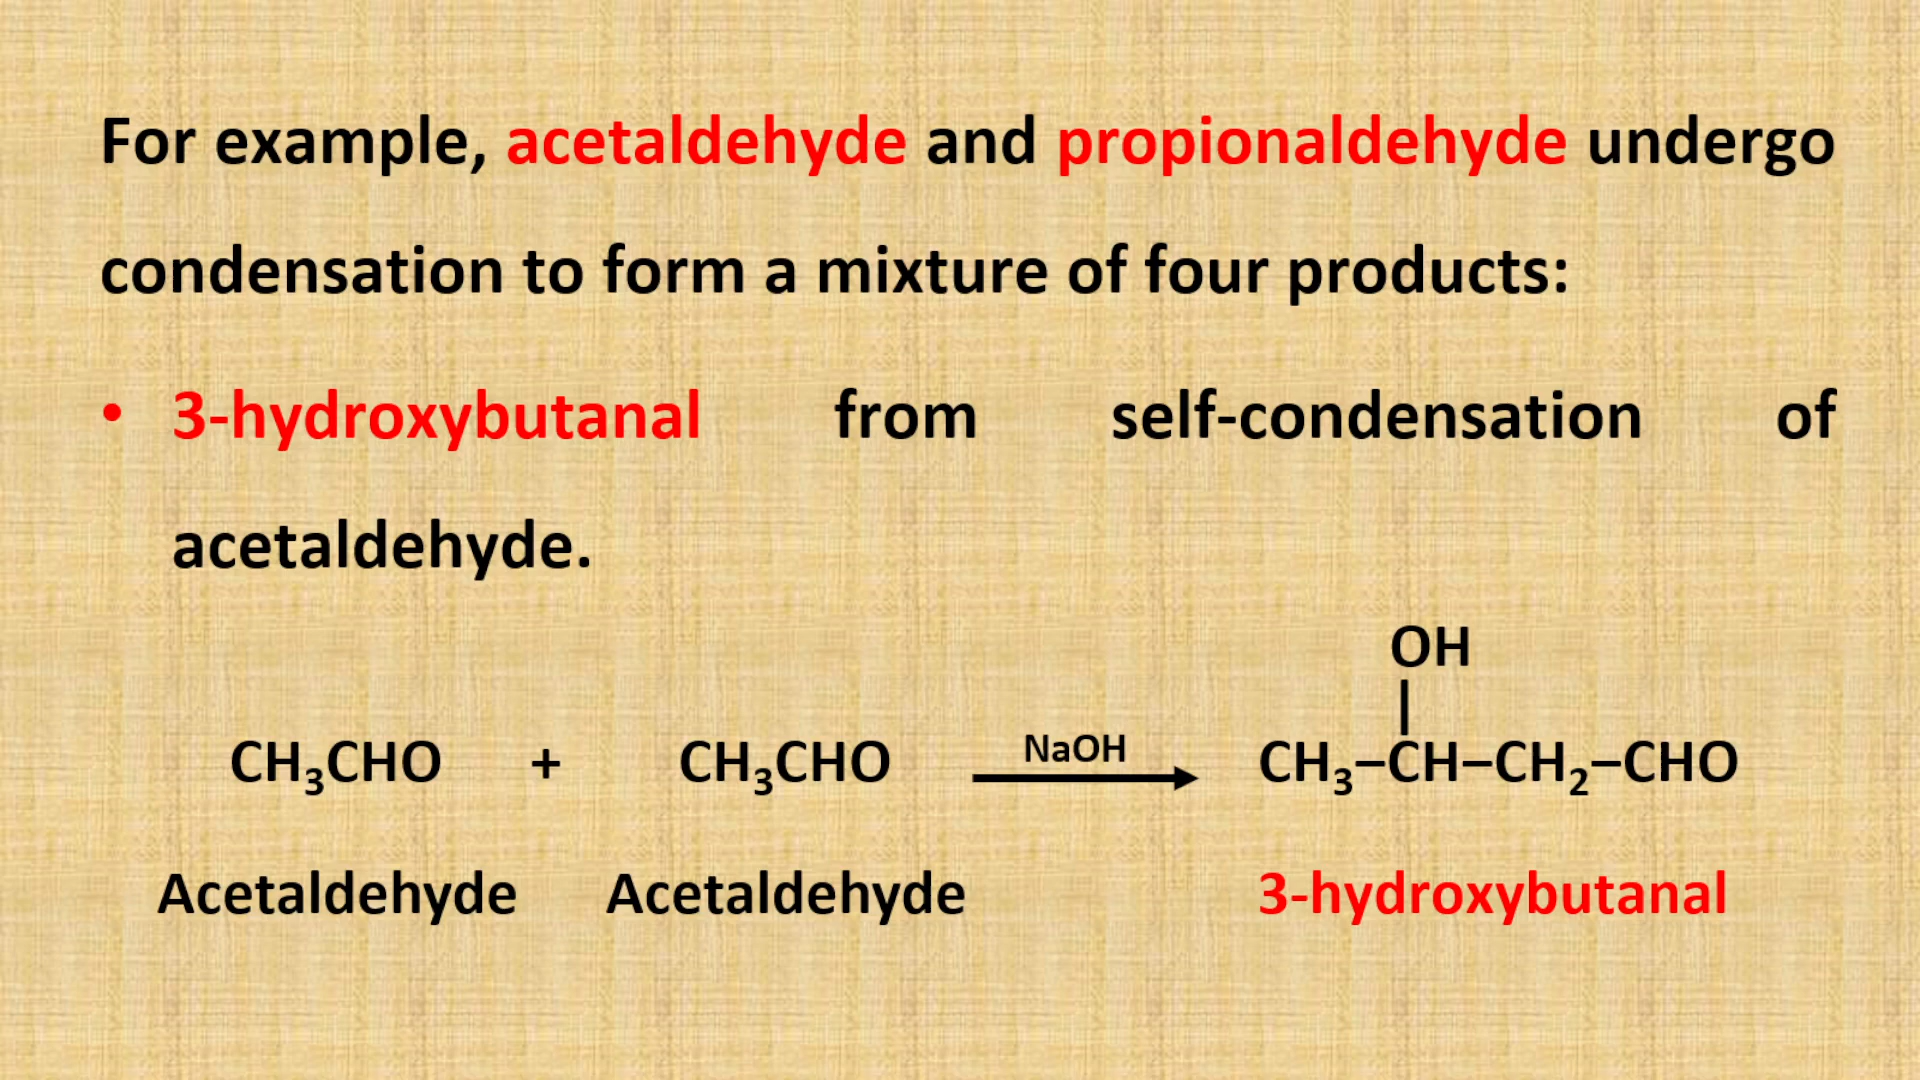 For example, acetaldehyde and propionaldehyde undergo
condensation to form a mixture of four products:
• 3-hydroxybutanal from self-condensation of
acetaldehyde.
OH
CH₃CHO + CH₃CHO NaOH CH₃–CH–CH₂–CHO
Acetaldehyde Acetaldehyde 3-hydroxybutanal